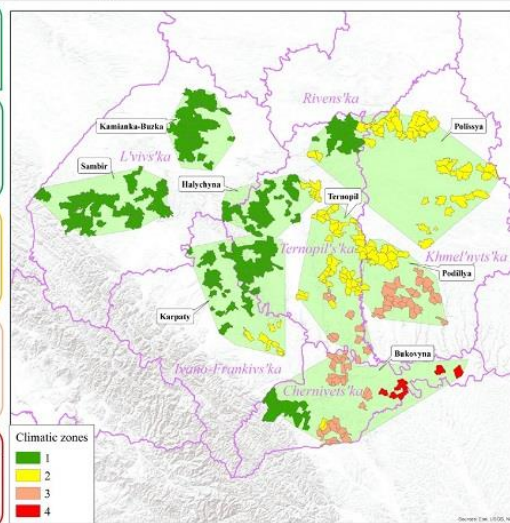 Rivens'ka
Kamianka-Buzka
Polissya
L'vivs'ka
Sambir
Halychyna
Ternopil
Ternopil's'ka
Khmel'nyts'ka
Podillya
Karpaty
Bukovyna
Ivano-Frankivs'ka
Chernivets'ka
Climatic zones
1
2
3
4